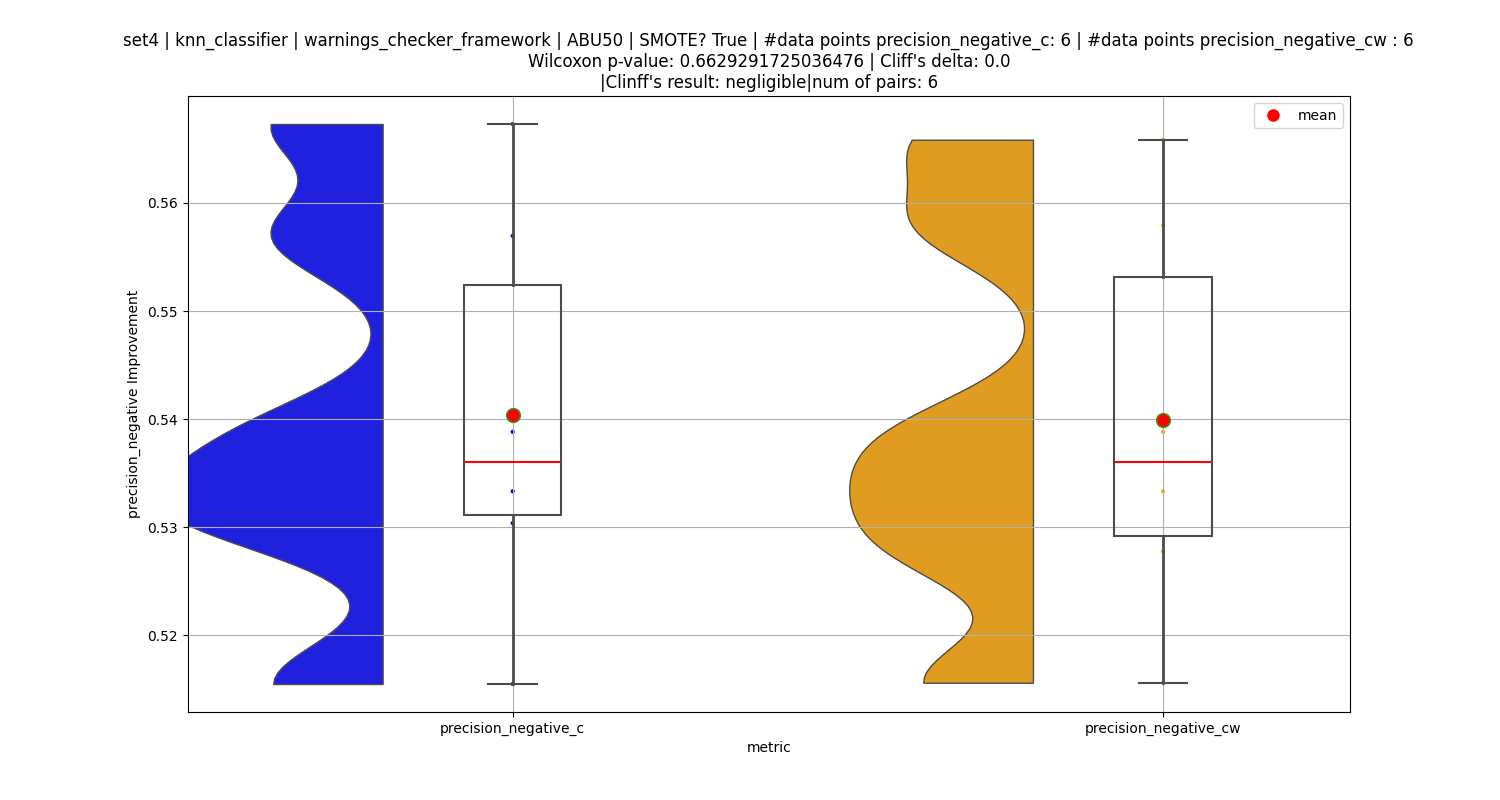 set4 | knn_classifier | warnings_checker_framework | ABU50 | SMOTE? True | #data points precision_negative_c: 6 | #data points precision_negative_cw : 6
Wilcoxon p-value: 0.6629291725036476 | Cliff's delta: 0.0
|Clinff's result: negligible|num of pairs: 6
mean
0.56
0.55
0.54
0.53
0.52
precision_negative Improvement
precision_negative_c
precision_negative_cw
metric